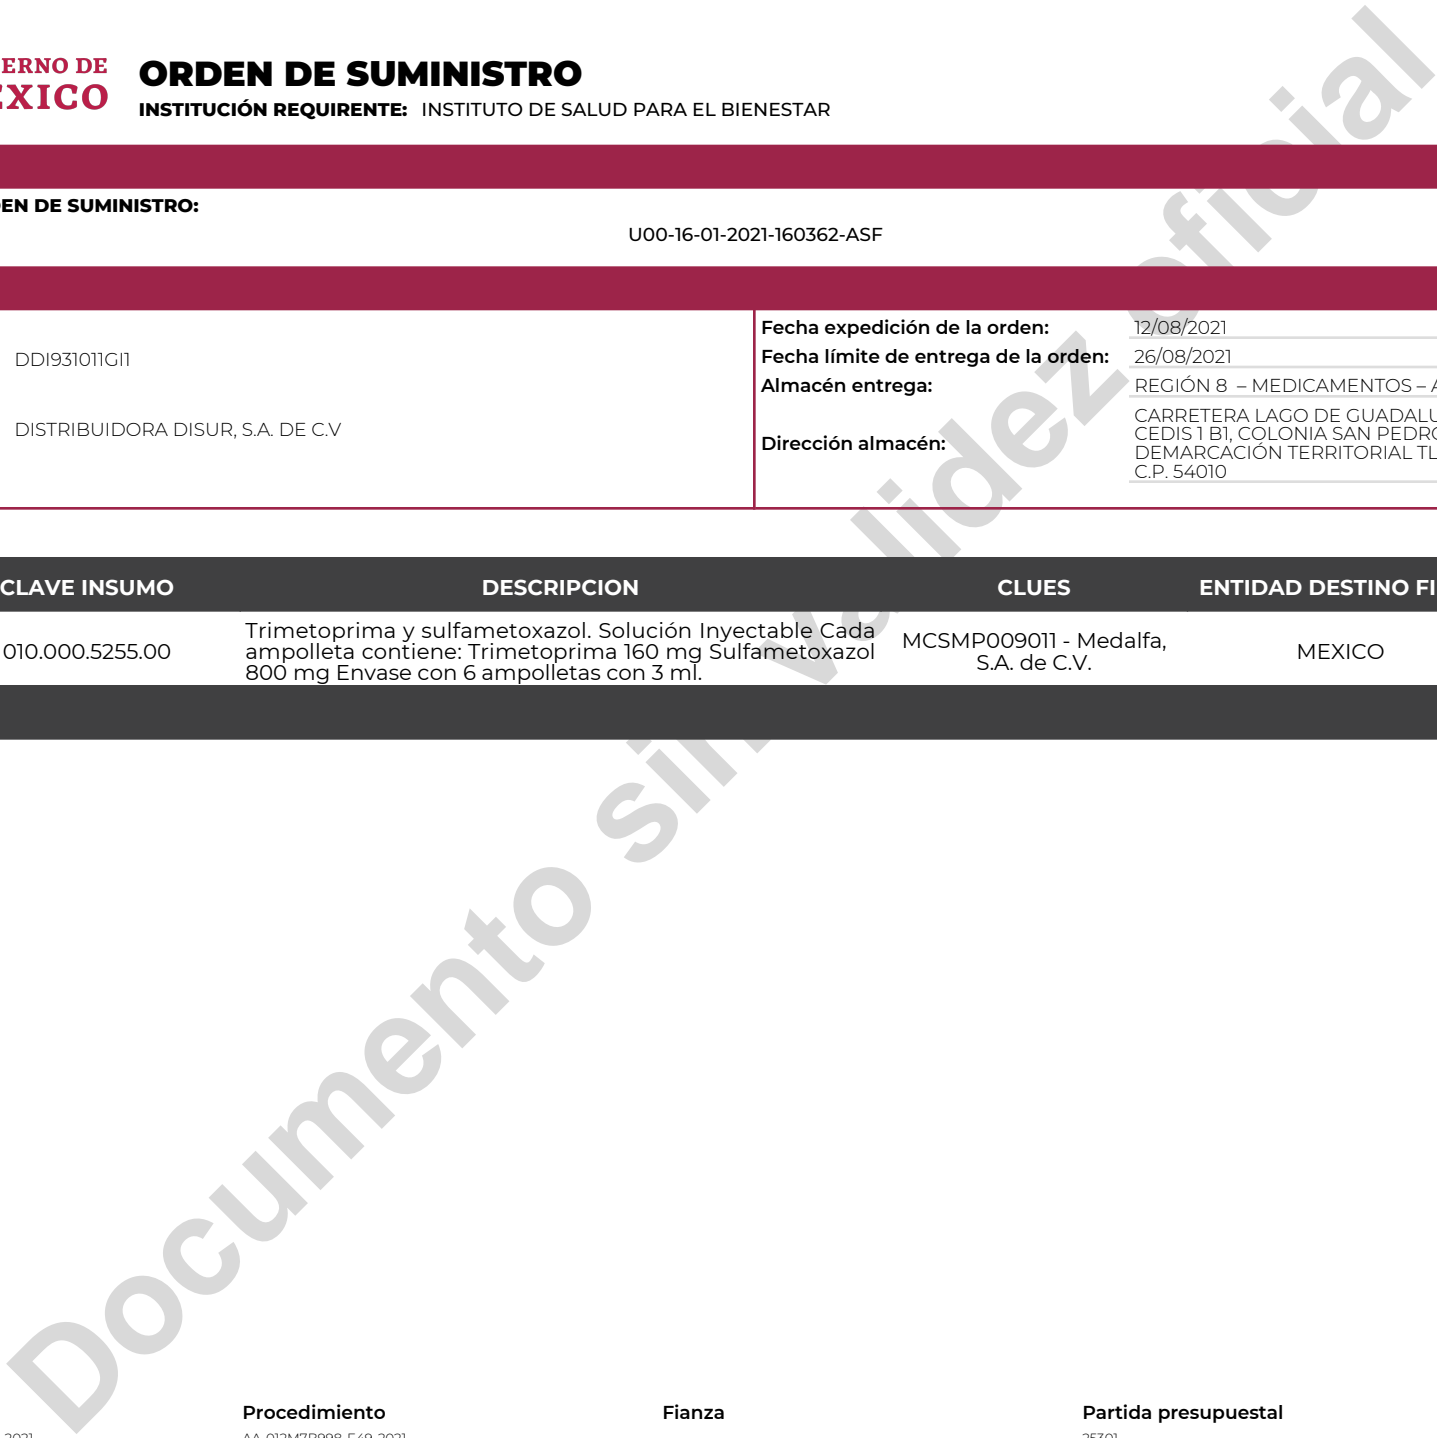 ERNO DE
EXICO
ORDEN DE SUMINISTRO
INSTITUCIÓN REQUIRENTE: INSTITUTO DE SALUD PARA EL BIENESTAR
EN DE SUMINISTRO:
U00-16-01-2021-160362-ASF
DDI931011GI1
DISTRIBUIDORA DISUR, S.A. DE C.V
Fecha expedición de la orden: 12/08/2021
Fecha límite de entrega de la orden: 26/08/2021
Almacén entrega: REGIÓN 8 – MEDICAMENTOS – A
Dirección almacén:
CARRETERA LAGO DE GUADALU
CEDIS 1 B1, COLONIA SAN PEDRO
DEMARCACIÓN TERRITORIAL TL
C.P. 54010
CLAVE INSUMO DESCRIPCION CLUES ENTIDAD DESTINO FI
010.000.5255.00
Trimetoprima y sulfametoxazol. Solución Inyectable Cada
ampolleta contiene: Trimetoprima 160 mg Sulfametoxazol
800 mg Envase con 6 ampolletas con 3 ml.
MCSMP009011 - Medalfa,
S.A. de C.V.
MEXICO
Documento sin validez oficial
Procedimiento Fianza Partida presupuestal